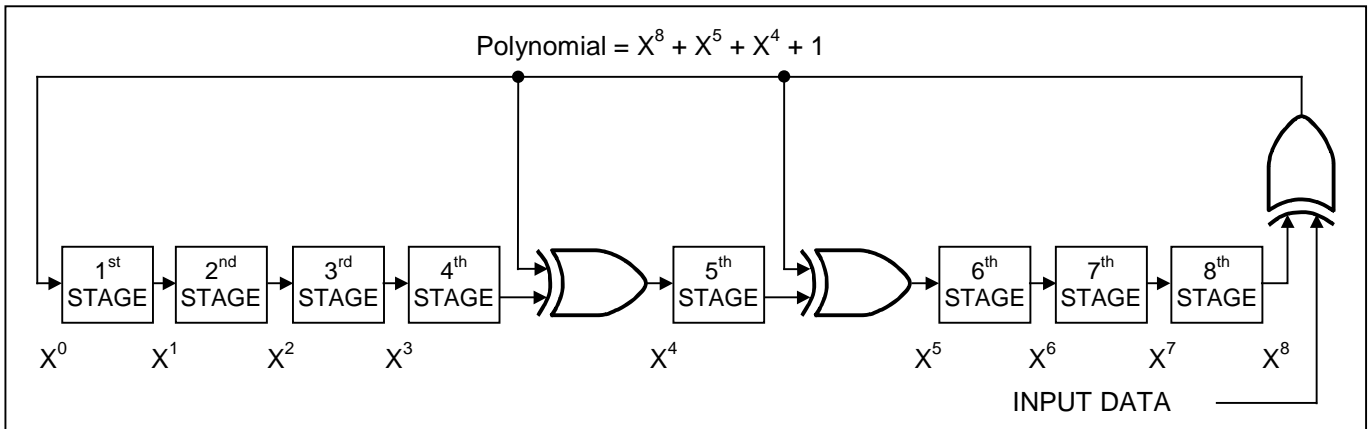 Polynomial = X⁸ + X⁵ + X⁴ + 1
1st STAGE
2nd STAGE
3rd STAGE
4th STAGE
5th STAGE
6th STAGE
7th STAGE
8th STAGE
X⁰ X¹ X² X³ X⁴ X⁵ X⁶ X⁷ X⁸
INPUT DATA